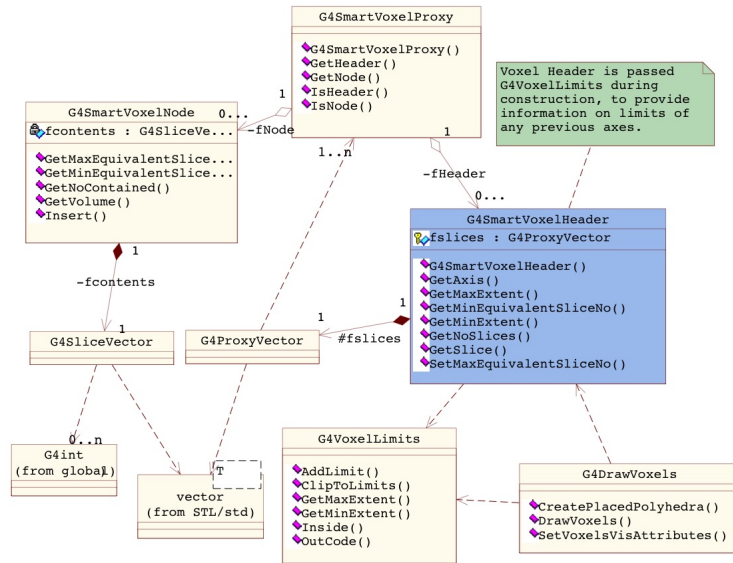 G4SmartVoxelProxy
G4SmartVoxelProxy()
GetHeader()
GetNode()
IsHeader()
IsNode()
Voxel Header is passed
G4VoxelLimits during
construction, to provide
information on limits of
any previous axes.
G4SmartVoxelNode
fcontents : G4SliceVe...
GetMaxEquivalentSlice...
GetMinEquivalentSlice...
GetNoContained()
GetVolume()
Insert()
1
0...
-fNode
1
1..n
-fHeader
0...
G4SmartVoxelHeader
fslices : G4ProxyVector
G4SmartVoxelHeader()
GetAxis()
GetMaxExtent()
GetMinEquivalentSliceNo()
GetMinExtent()
GetNoSlices()
GetSlice()
SetMaxEquivalentSliceNo()
1
-fcontents
1
1
1
#fslices
G4SliceVector
G4ProxyVector
0..n
G4int
(from global)
1
T
vector
(from STL/std)
G4VoxelLimits
AddLimit()
ClipToLimits()
GetMaxExtent()
GetMinExtent()
Inside()
OutCode()
G4DrawVoxels
CreatePlacedPolyhedra()
DrawVoxels()
SetVoxelsVisAttributes()